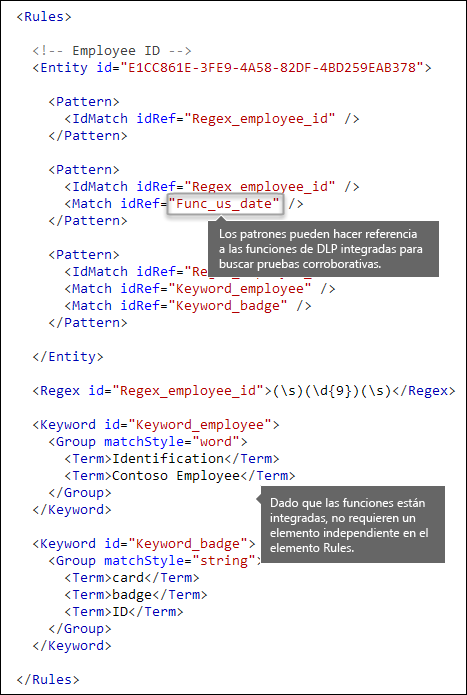 <Rules>
<!-- Employee ID -->
<Entity id="E1CC861E-3FE9-4A58-82DF-4BD259EAB378">
<Pattern>
<IdMatch idRef="Regex_employee_id" />
</Pattern>
<Pattern>
<IdMatch idRef="Regex_employee_id" />
<Match idRef="Func_us_date" />
</Pattern>
Los patrones pueden hacer referencia
a las funciones de DLP integradas para
buscar pruebas corroborativas.
<Pattern>
<IdMatch idRef="Reg
<Match idRef="Keyword_employee" />
<Match idRef="Keyword_badge" />
</Pattern>
</Entity>
<Regex id="Regex_employee_id">(\s)(\d{9})(\s)</Regex>
<Keyword id="Keyword_employee">
<Group matchStyle="word">
<Term>Identification</Term>
<Term>Contoso Employee</Term>
</Group>
</Keyword>
Dado que las funciones están
integradas, no requieren un
elemento independiente en el
elemento Rules.
<Keyword id="Keyword_badge">
<Group matchStyle="string">
<Term>card</Term>
<Term>badge</Term>
<Term>ID</Term>
</Group>
</Keyword>
</Rules>